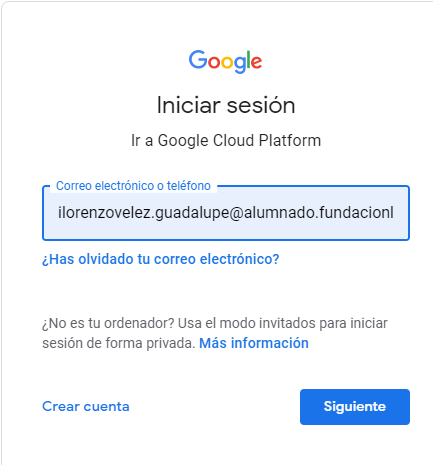 Google
Iniciar sesión
Ir a Google Cloud Platform
Correo electrónico o teléfono
ilorenzovelez.guadalupe@alumnado.fundacionl
¿Has olvidado tu correo electrónico?
¿No es tu ordenador? Usa el modo invitados para iniciar
sesión de forma privada. Más información
Crear cuenta
Siguiente